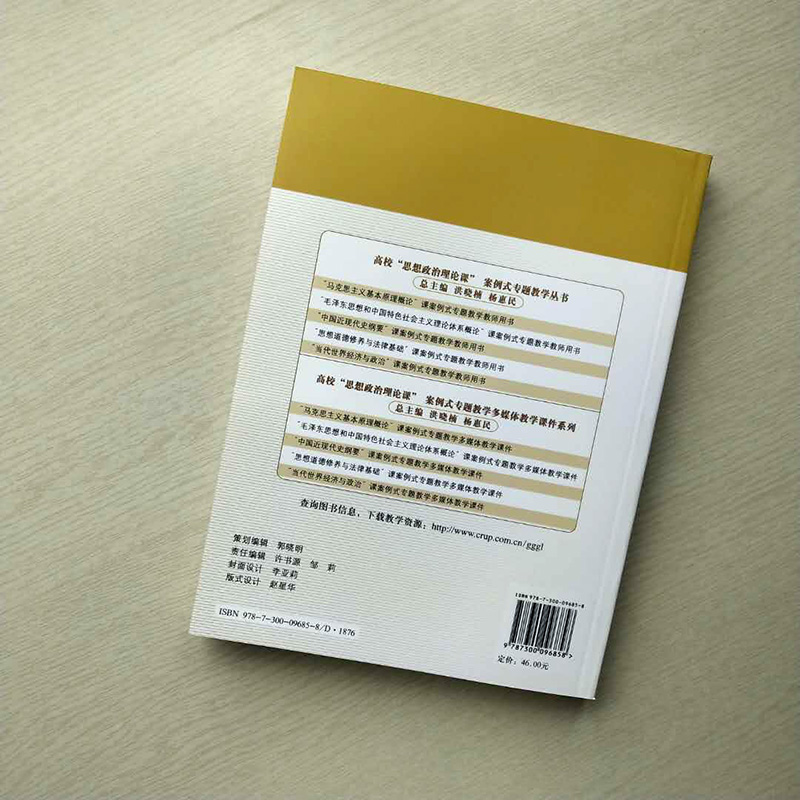 高校“思想政治理论课” 案例式专题教学丛书
总主编 洪晓楠 杨惠民
“马克思主义基本原理概论”课案例式专题教学教师用书
“毛泽东思想和中国特色社会主义理论体系概论”课案例式专题教学教师用书
“中国近现代史纲要”课案例式专题教学教师用书
“思想道德修养与法律基础”课案例式专题教学教师用书
“当代世界经济与政治”课案例式专题教学教师用书
高校“思想政治理论课” 案例式专题教学多媒体教学课件系列
总主编 洪晓楠 杨惠民
“马克思主义基本原理概论”课案例式专题教学多媒体教学课件
“毛泽东思想和中国特色社会主义理论体系概论”课案例式专题教学多媒体教学课件
“中国近现代史纲要”课案例式专题教学多媒体教学课件
“思想道德修养与法律基础”课案例式专题教学多媒体教学课件
“当代世界经济与政治”课案例式专题教学多媒体教学课件
查询图书信息，下载教学资源：http://www.crup.com.cn/gggl
策划编辑 郭晓明
责任编辑 许书源 邹 莉
封面设计 李亚莉
版式设计 赵星华
ISBN 978-7-300-09685-8/D·1876
ISBN 978-7-300-09685-8
9 787300 096858>
定价：46.00元